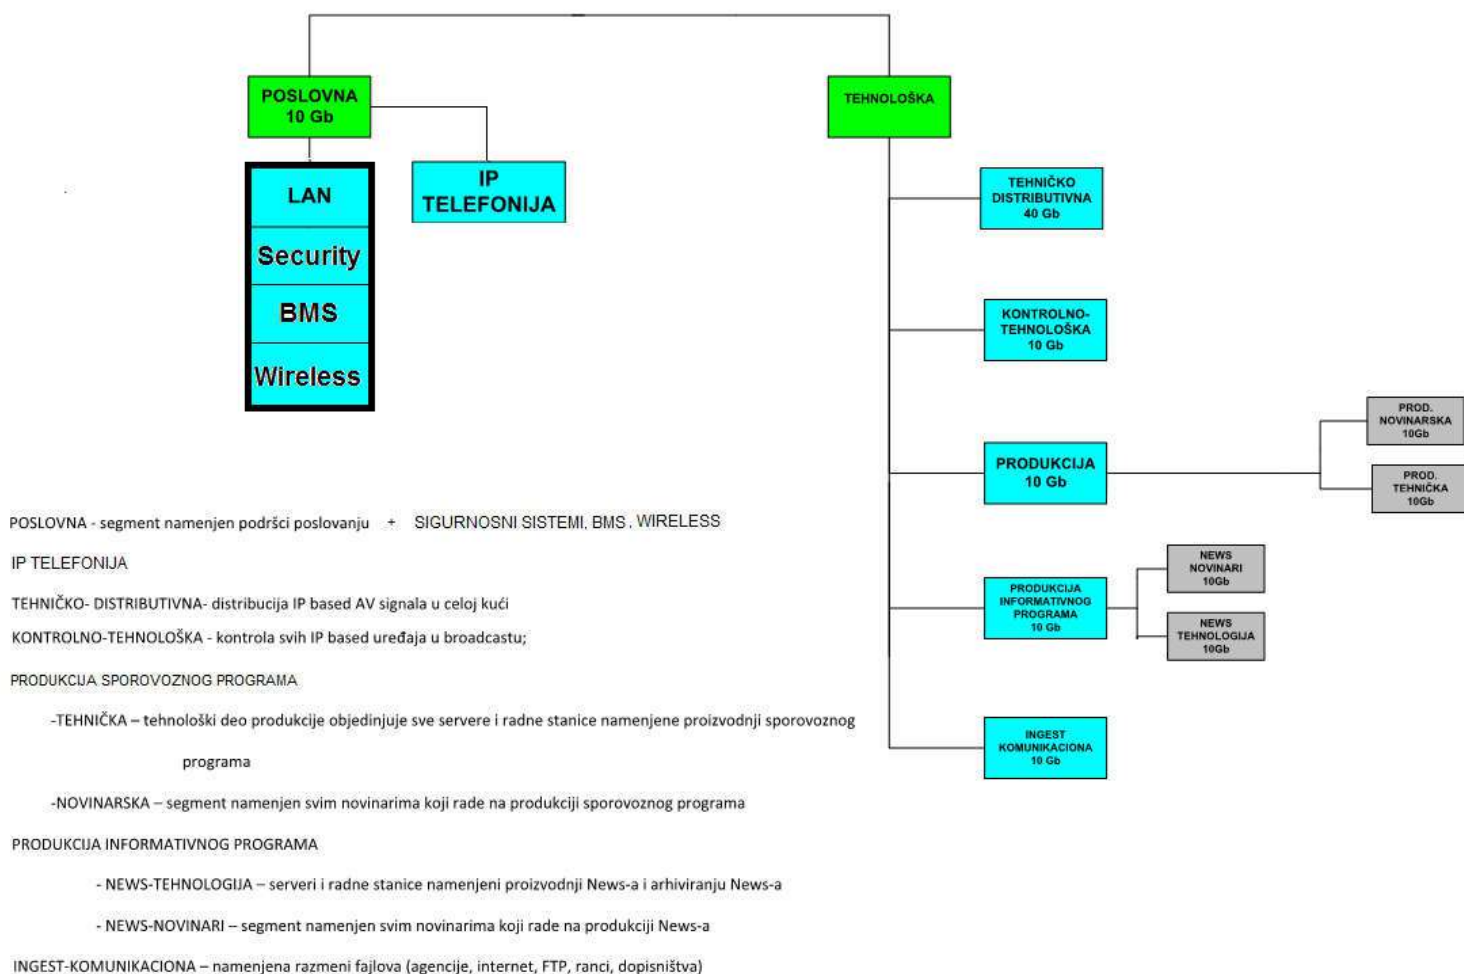 POSLOVNA
10 Gb
TEHNOLOŠKA
LAN
Security
BMS
Wireless
IP
TELEFONIJA
TEHNIČKO
DISTRIBUTIVNA
40 Gb
KONTROLNO-
TEHNOLOŠKA
10 Gb
PRODUKCIJA
10 Gb
PROD.
NOVINARSKA
10Gb
PROD.
TEHNIČKA
10Gb
PRODUKCIJA
INFORMATIVNOG
PROGRAMA
10 Gb
NEWS
NOVINARI
10Gb
NEWS
TEHNOLOGIJA
10Gb
INGEST
KOMUNIKACIONA
10 Gb
POSLOVNA - segment namenjen podršci poslovanju + SIGURNOSNI SISTEMI, BMS, WIRELESS
IP TELEFONIJA
TEHNIČKO- DISTRIBUTIVNA- distribucija IP based AV signala u celoj kući
KONTROLNO-TEHNOLOŠKA - kontrola svih IP based uređaja u broadcastu;
PRODUKCIJA SPOROVOZNOG PROGRAMA
-TEHNIČKA – tehnološki deo produkcije objedinjuje sve servere i radne stanice namenjene proizvodnji sporovoznog
programa
-NOVINARSKA – segment namenjen svim novinarima koji rade na produkciji sporovoznog programa
PRODUKCIJA INFORMATIVNOG PROGRAMA
- NEWS-TEHNOLOGIJA – serveri i radne stanice namenjeni proizvodnji News-a i arhiviranju News-a
- NEWS-NOVINARI – segment namenjen svim novinarima koji rade na produkciji News-a
INGEST-KOMUNIKACIONA – namenjena razmeni fajlova (agencije, internet, FTP, ranci, dopisništva)